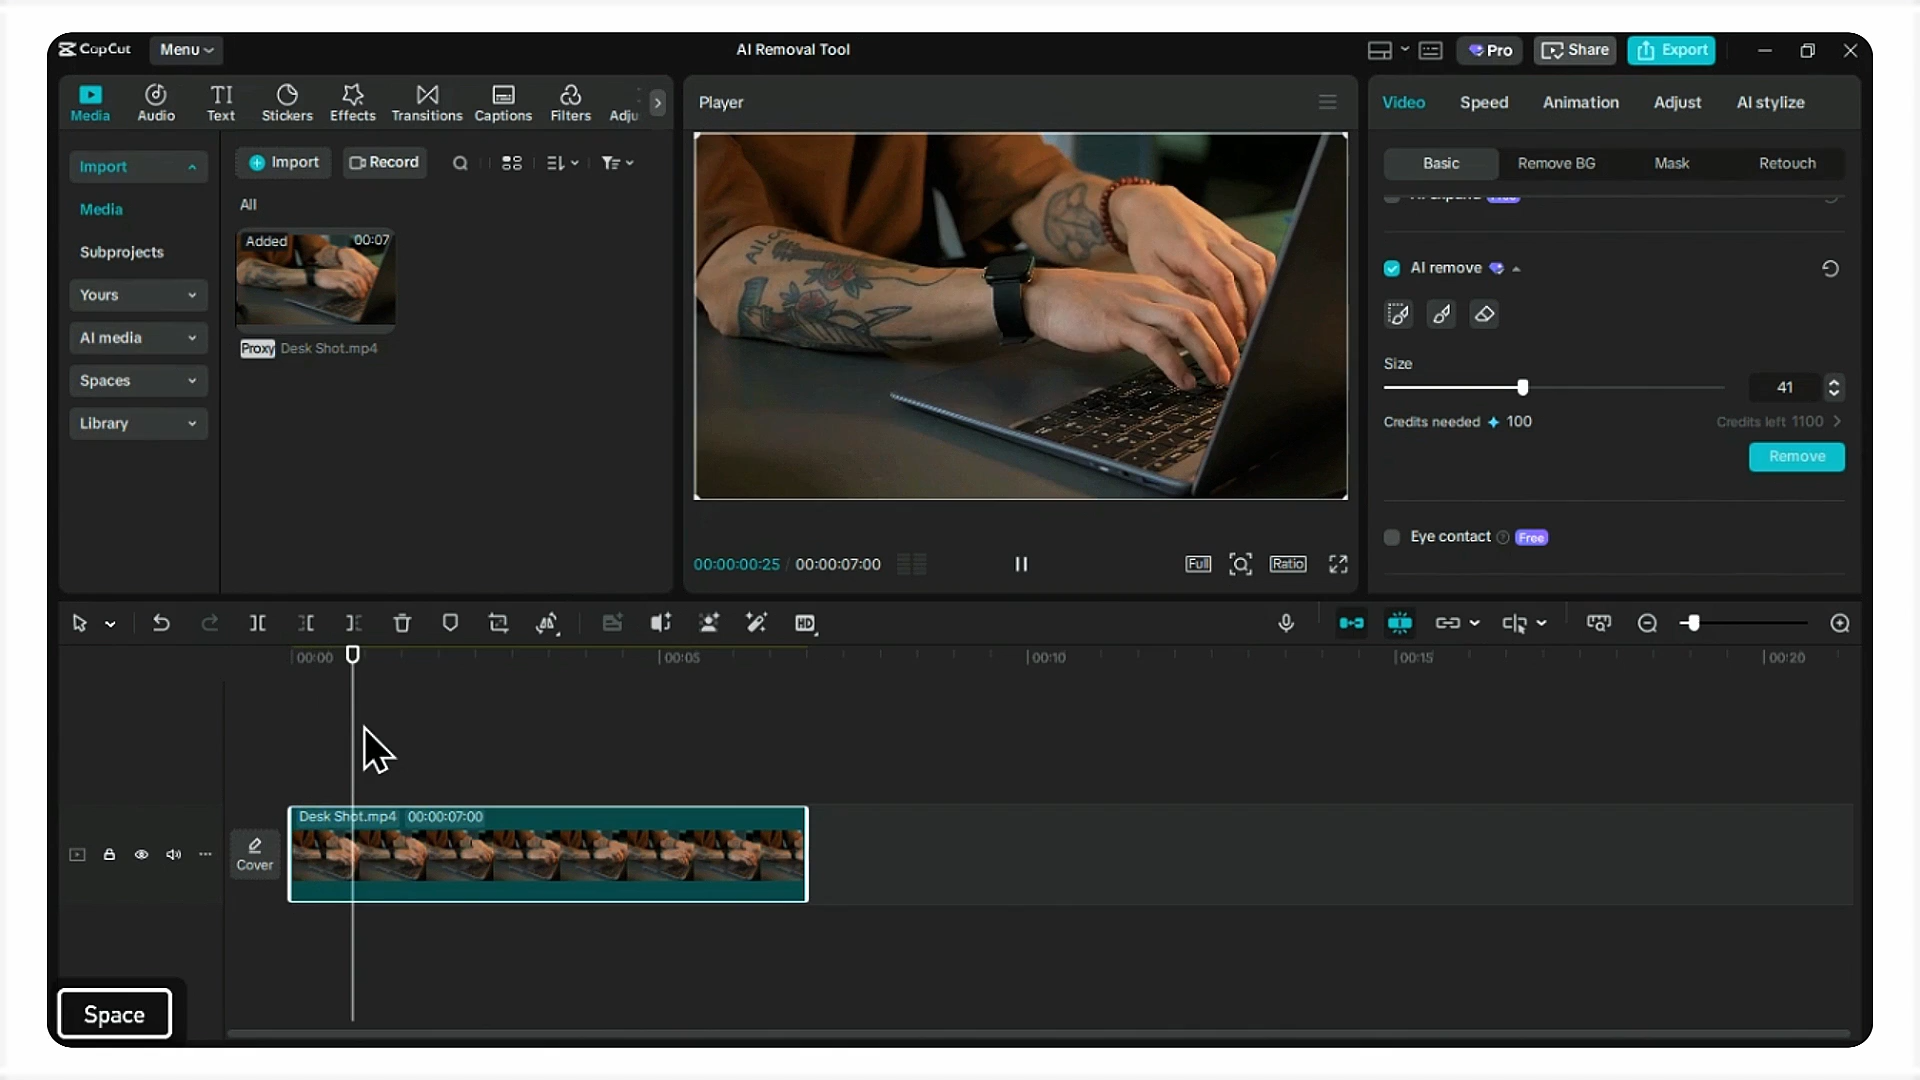 CapCut
Menu
AI Removal Tool
Pro
Share
Export
Media
Audio
Text
Stickers
Effects
Transitions
Captions
Filters
Adju
Import
Media
Subprojects
Yours
AI media
Spaces
Library
Import
Record
All
Added
00:07
Proxy Desk Shot.mp4
Player
00:00:00:25 / 00:00:07:00
Full
Ratio
Video
Speed
Animation
Adjust
AI stylize
Basic
Remove BG
Mask
Retouch
AI remove
Size
41
Credits needed 100
Credits left 1100
Remove
Eye contact
Free
HD
00:00
00:05
00:10
00:15
00:20
Cover
Desk Shot.mp4 00:00:07:00
Space